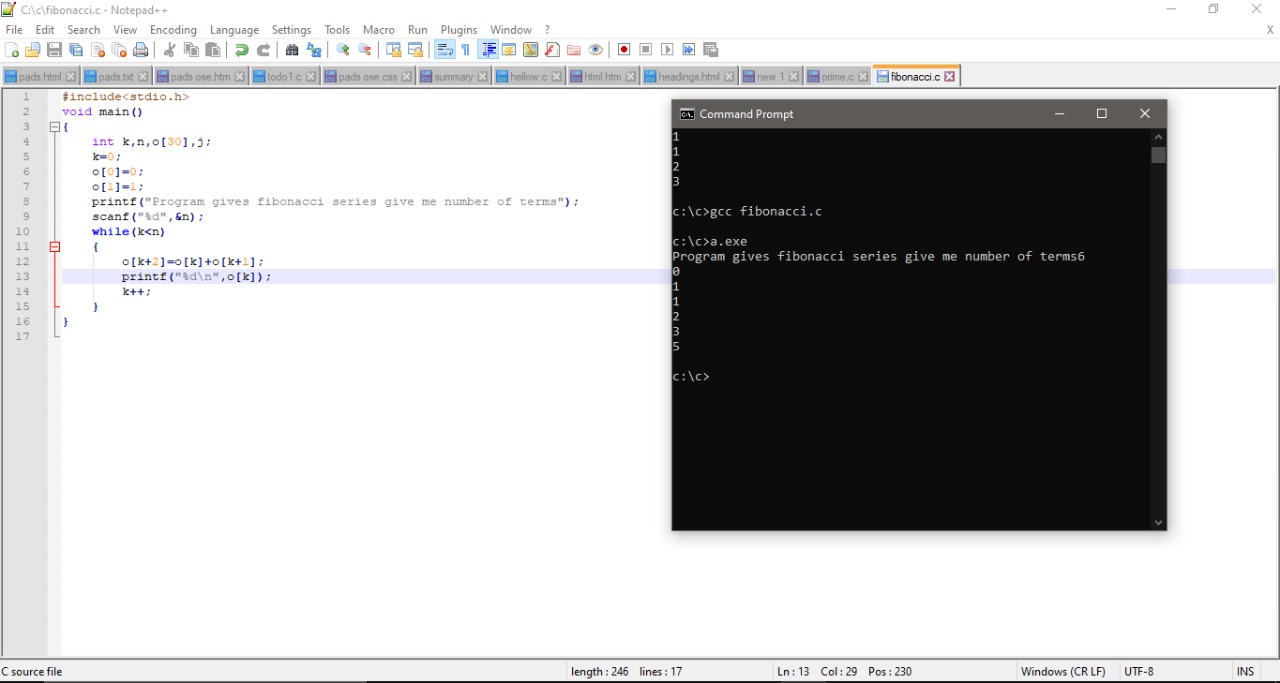 C:\c\fibonacci.c - Notepad++
File Edit Search View Encoding Language Settings Tools Macro Run Plugins Window ? X
pads.html pads.txt pads ose.htm todo1.c pads ose.css summary hellow.c html.htm headings.html new 1 prime.c fibonacci.c
1 #include<stdio.h>
2 void main()
3 {
4 int k,n,o[30],j;
5 k=0;
6 o[0]=0;
7 o[1]=1;
8 printf("Program gives fibonacci series give me number of terms");
9 scanf("%d",&n);
10 while(k<n)
11 {
12 o[k+2]=o[k]+o[k+1];
13 printf("%d\n",o[k]);
14 k++;
15 }
16 }
17
Command Prompt
1
1
2
3
c:\c>gcc fibonacci.c
c:\c>a.exe
Program gives fibonacci series give me number of terms6
0
1
1
2
3
5
c:\c>
C source file length : 246 lines : 17 Ln : 13 Col : 29 Pos : 230 Windows (CR LF) UTF-8 INS